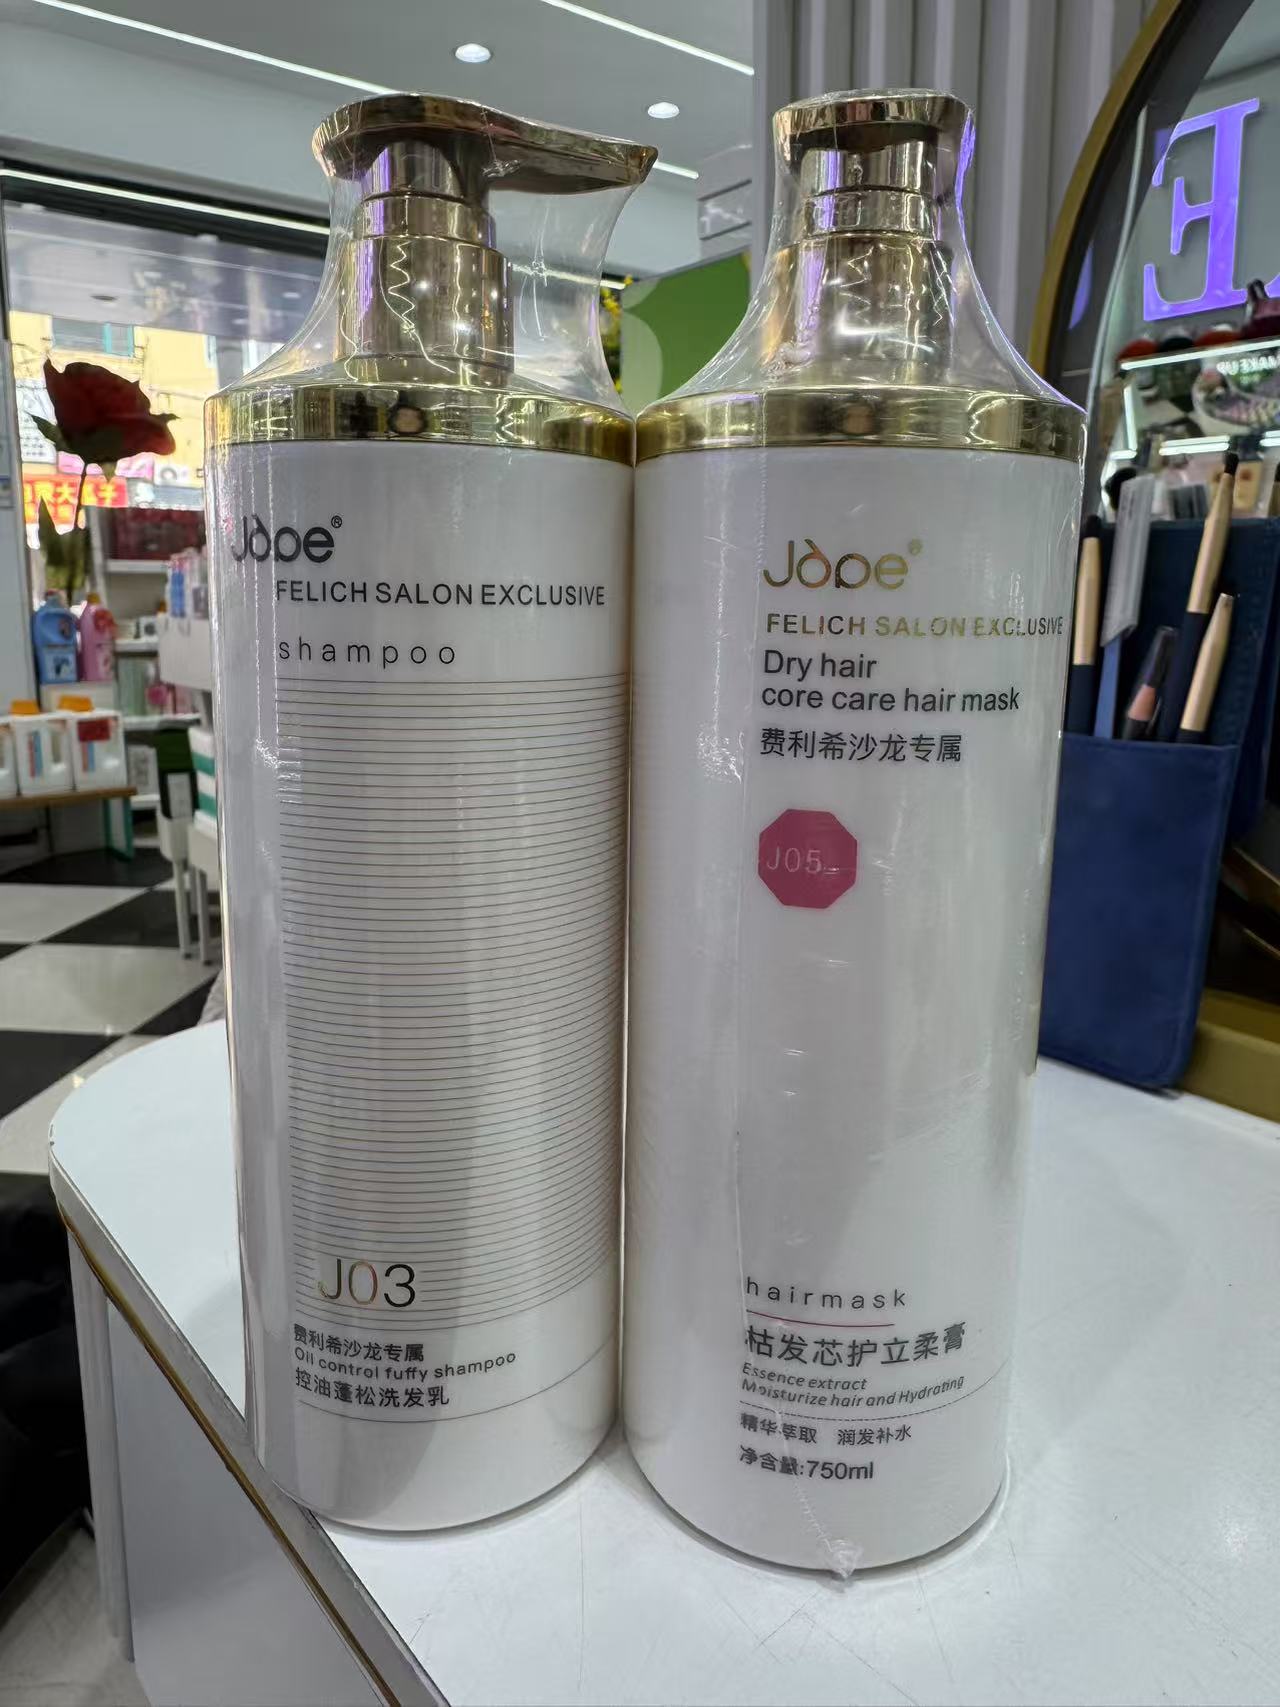 Jòpe®
FELICH SALON EXCLUSIVE
shampoo
J03
费利希沙龙专属
Oil control fuffy shampoo
控油蓬松洗发乳
Jòpe®
FELICH SALON EXCLUSIVE
Dry hair
core care hair mask
费利希沙龙专属
J05
hairmask
枯发芯护立柔膏
Essence extract
Moisturize hair and Hydrating
精华萃取 润发补水
净含量:750ml